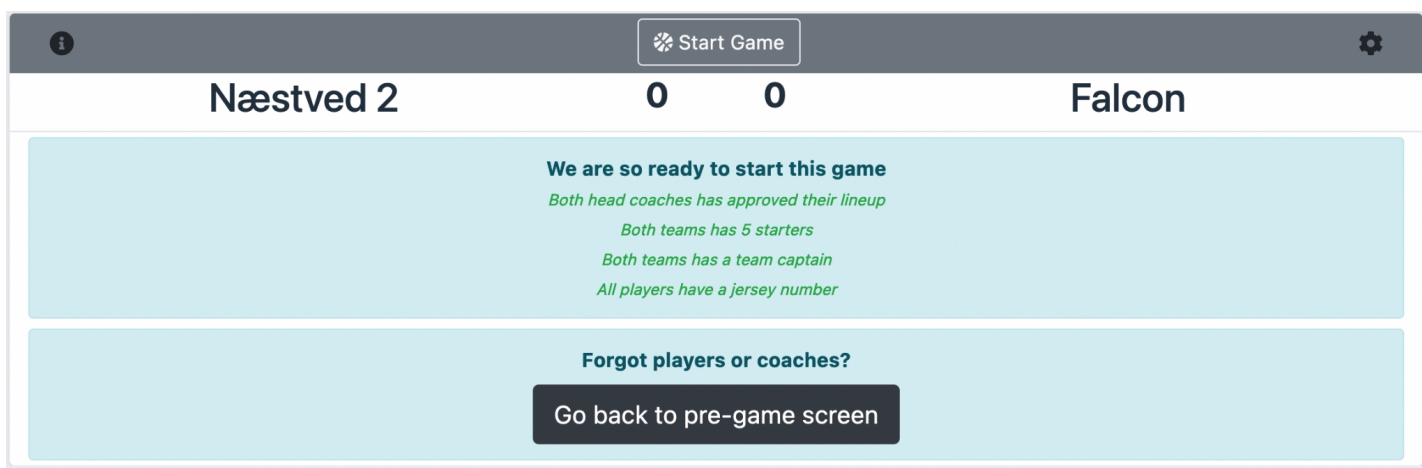 Start Game
Næstved 2 0 0 Falcon
We are so ready to start this game
Both head coaches has approved their lineup
Both teams has 5 starters
Both teams has a team captain
All players have a jersey number
Forgot players or coaches?
Go back to pre-game screen